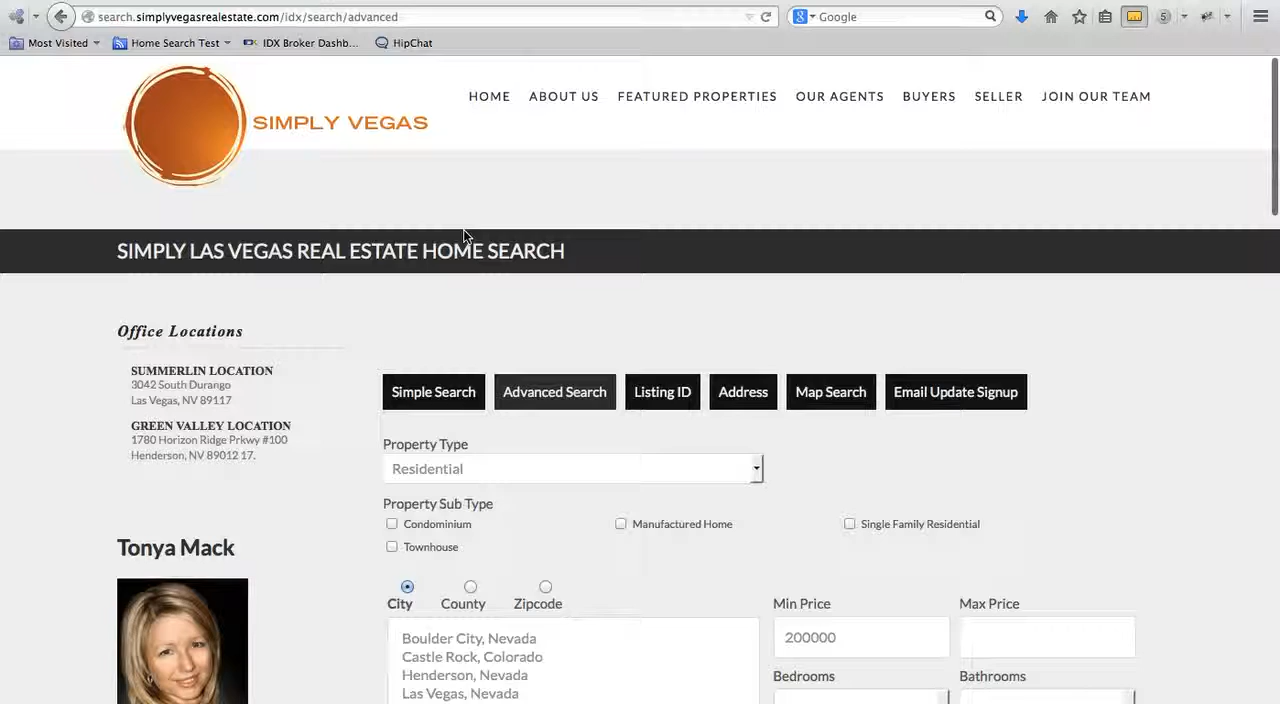 search.simplyvegasrealestate.com/idx/search/advanced
Google
5
Most Visited
Home Search Test
IDX Broker Dashb...
HipChat
SIMPLY VEGAS
HOME
ABOUT US
FEATURED PROPERTIES
OUR AGENTS
BUYERS
SELLER
JOIN OUR TEAM
SIMPLY LAS VEGAS REAL ESTATE HOME SEARCH
Office Locations
SUMMERLIN LOCATION
3042 South Durango
Las Vegas, NV 89117
GREEN VALLEY LOCATION
1780 Horizon Ridge Prkwy #100
Henderson, NV 89012 17.
Tonya Mack
Simple Search
Advanced Search
Listing ID
Address
Map Search
Email Update Signup
Property Type
Residential
Property Sub Type
Condominium
Manufactured Home
Single Family Residential
Townhouse
City
County
Zipcode
Boulder City, Nevada
Castle Rock, Colorado
Henderson, Nevada
Las Vegas, Nevada
Min Price
Max Price
200000
Bedrooms
Bathrooms